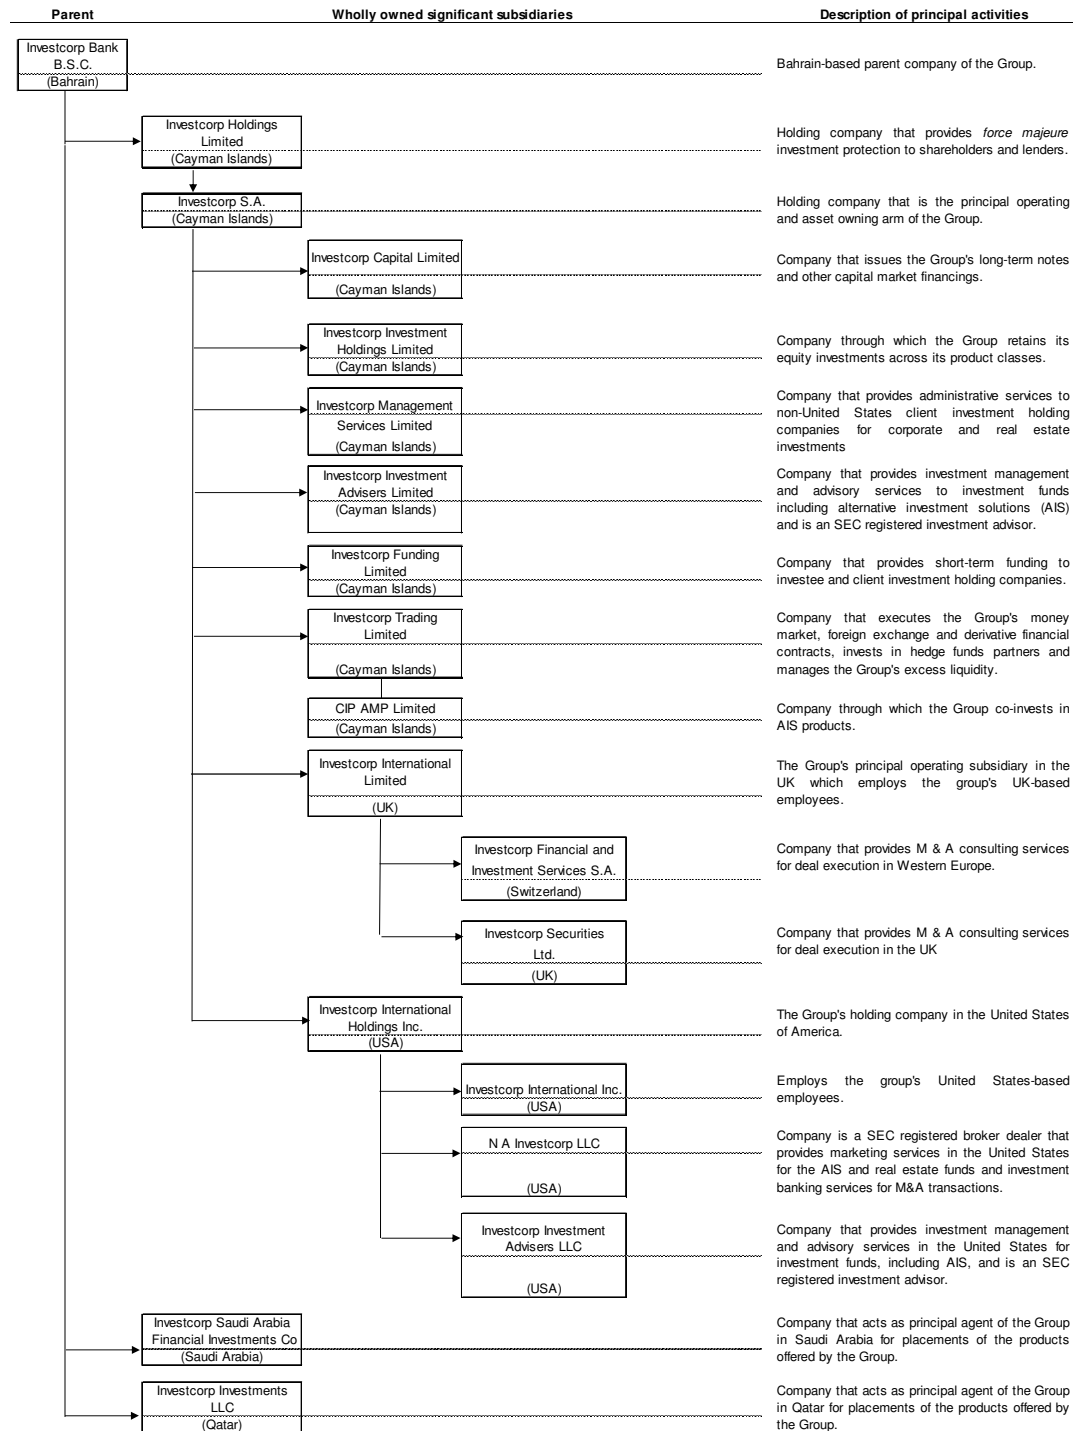 Parent Wholly owned significant subsidiaries Description of principal activities
Investcorp Bank
B.S.C.
(Bahrain)
Bahrain-based parent company of the Group.
Investcorp Holdings
Limited
(Cayman Islands)
Holding company that provides force majeure
investment protection to shareholders and lenders.
Investcorp S.A.
(Cayman Islands)
Holding company that is the principal operating
and asset owning arm of the Group.
Investcorp Capital Limited
(Cayman Islands)
Company that issues the Group's long-term notes
and other capital market financings.
Investcorp Investment
Holdings Limited
(Cayman Islands)
Company through which the Group retains its
equity investments across its product classes.
Investcorp Management
Services Limited
(Cayman Islands)
Company that provides administrative services to
non-United States client investment holding
companies for corporate and real estate
investments
Investcorp Investment
Advisers Limited
(Cayman Islands)
Company that provides investment management
and advisory services to investment funds
including alternative investment solutions (AIS)
and is an SEC registered investment advisor.
Investcorp Funding
Limited
(Cayman Islands)
Company that provides short-term funding to
investee and client investment holding companies.
Investcorp Trading
Limited
(Cayman Islands)
Company that executes the Group's money
market, foreign exchange and derivative financial
contracts, invests in hedge funds partners and
manages the Group's excess liquidity.
CIP AMP Limited
(Cayman Islands)
Company through which the Group co-invests in
AIS products.
Investcorp International
Limited
(UK)
The Group's principal operating subsidiary in the
UK which employs the group's UK-based
employees.
Investcorp Financial and
Investment Services S.A.
(Switzerland)
Company that provides M & A consulting services
for deal execution in Western Europe.
Investcorp Securities
Ltd.
(UK)
Company that provides M & A consulting services
for deal execution in the UK
Investcorp International
Holdings Inc.
(USA)
The Group's holding company in the United States
of America.
Investcorp International Inc.
(USA)
Employs the group's United States-based
employees.
N A Investcorp LLC
(USA)
Company is a SEC registered broker dealer that
provides marketing services in the United States
for the AIS and real estate funds and investment
banking services for M&A transactions.
Investcorp Investment
Advisers LLC
(USA)
Company that provides investment management
and advisory services in the United States for
investment funds, including AIS, and is an SEC
registered investment advisor.
Investcorp Saudi Arabia
Financial Investments Co
(Saudi Arabia)
Company that acts as principal agent of the Group
in Saudi Arabia for placements of the products
offered by the Group.
Investcorp Investments
LLC
(Qatar)
Company that acts as principal agent of the Group
in Qatar for placements of the products offered by
the Group.